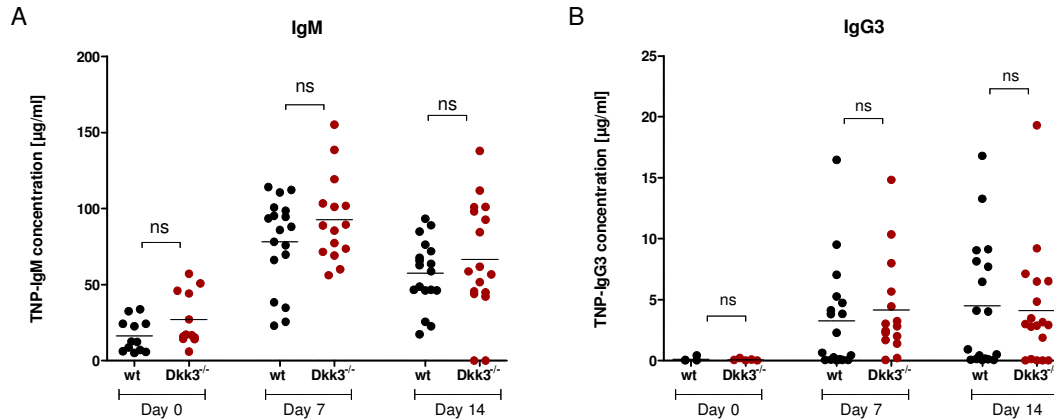 A
IgM
TNP-IgM concentration [µg/ml]
200
150
100
50
0
ns
ns
ns
wt Dkk3-/- wt Dkk3-/- wt Dkk3-/-
Day 0 Day 7 Day 14
B
IgG3
TNP-IgG3 concentration [µg/ml]
25
20
15
10
5
0
ns
ns
ns
wt Dkk3-/- wt Dkk3-/- wt Dkk3-/-
Day 0 Day 7 Day 14